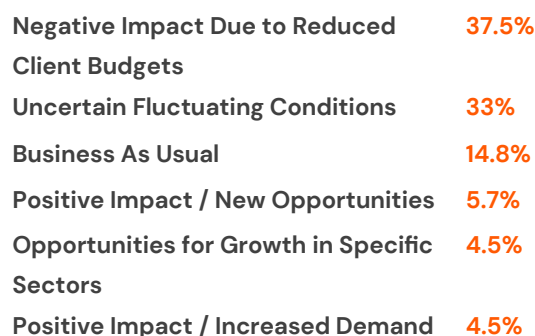 Negative Impact Due to Reduced 37.5%
Client Budgets
Uncertain Fluctuating Conditions 33%
Business As Usual 14.8%
Positive Impact / New Opportunities 5.7%
Opportunities for Growth in Specific 4.5%
Sectors
Positive Impact / Increased Demand 4.5%